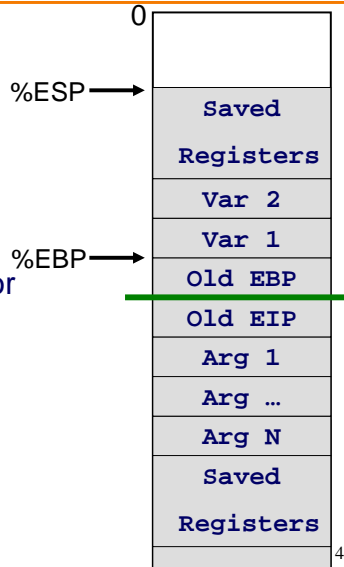 0
%ESP
Saved
Registers
Var 2
Var 1
%EBP
or
Old EBP
Old EIP
Arg 1
Arg …
Arg N
Saved
Registers
4